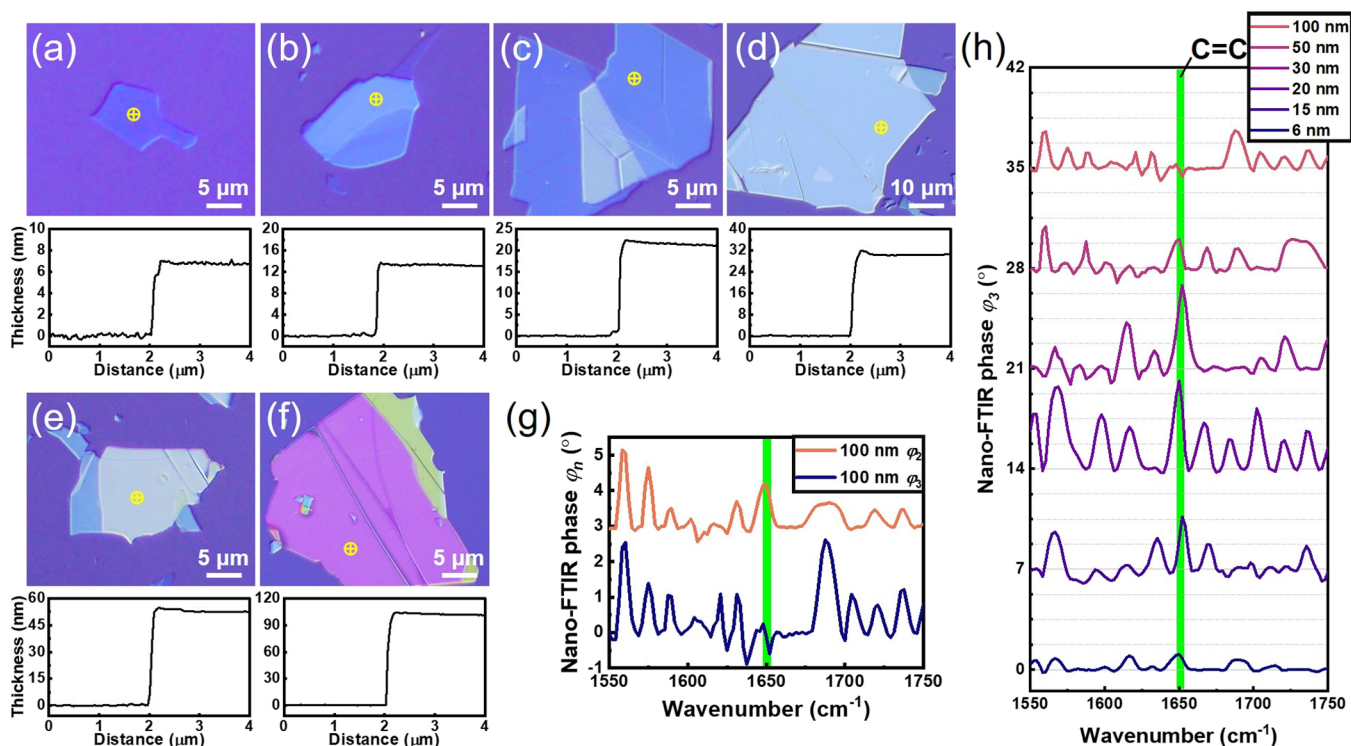 (a)
5 μm
(b)
5 μm
(c)
5 μm
(d)
10 μm
Thickness (nm)
10
8
6
4
2
0
0 1 2 3 4
Distance (μm)
20
16
12
8
4
0
0 1 2 3 4
Distance (μm)
25
20
15
10
5
0
0 1 2 3 4
Distance (μm)
40
32
24
16
8
0
0 1 2 3 4
Distance (μm)
(e)
5 μm
(f)
5 μm
Thickness (nm)
60
45
30
15
0
0 1 2 3 4
Distance (μm)
120
90
60
30
0
0 1 2 3 4
Distance (μm)
(g)
Nano-FTIR phase φn (°)
5
4
3
2
1
0
-1
100 nm φ2
100 nm φ3
1550 1600 1650 1700 1750
Wavenumber (cm-1)
(h)
C=C
100 nm
50 nm
30 nm
20 nm
15 nm
6 nm
Nano-FTIR phase φ3 (°)
42
35
28
21
14
7
0
1550 1600 1650 1700 1750
Wavenumber (cm-1)